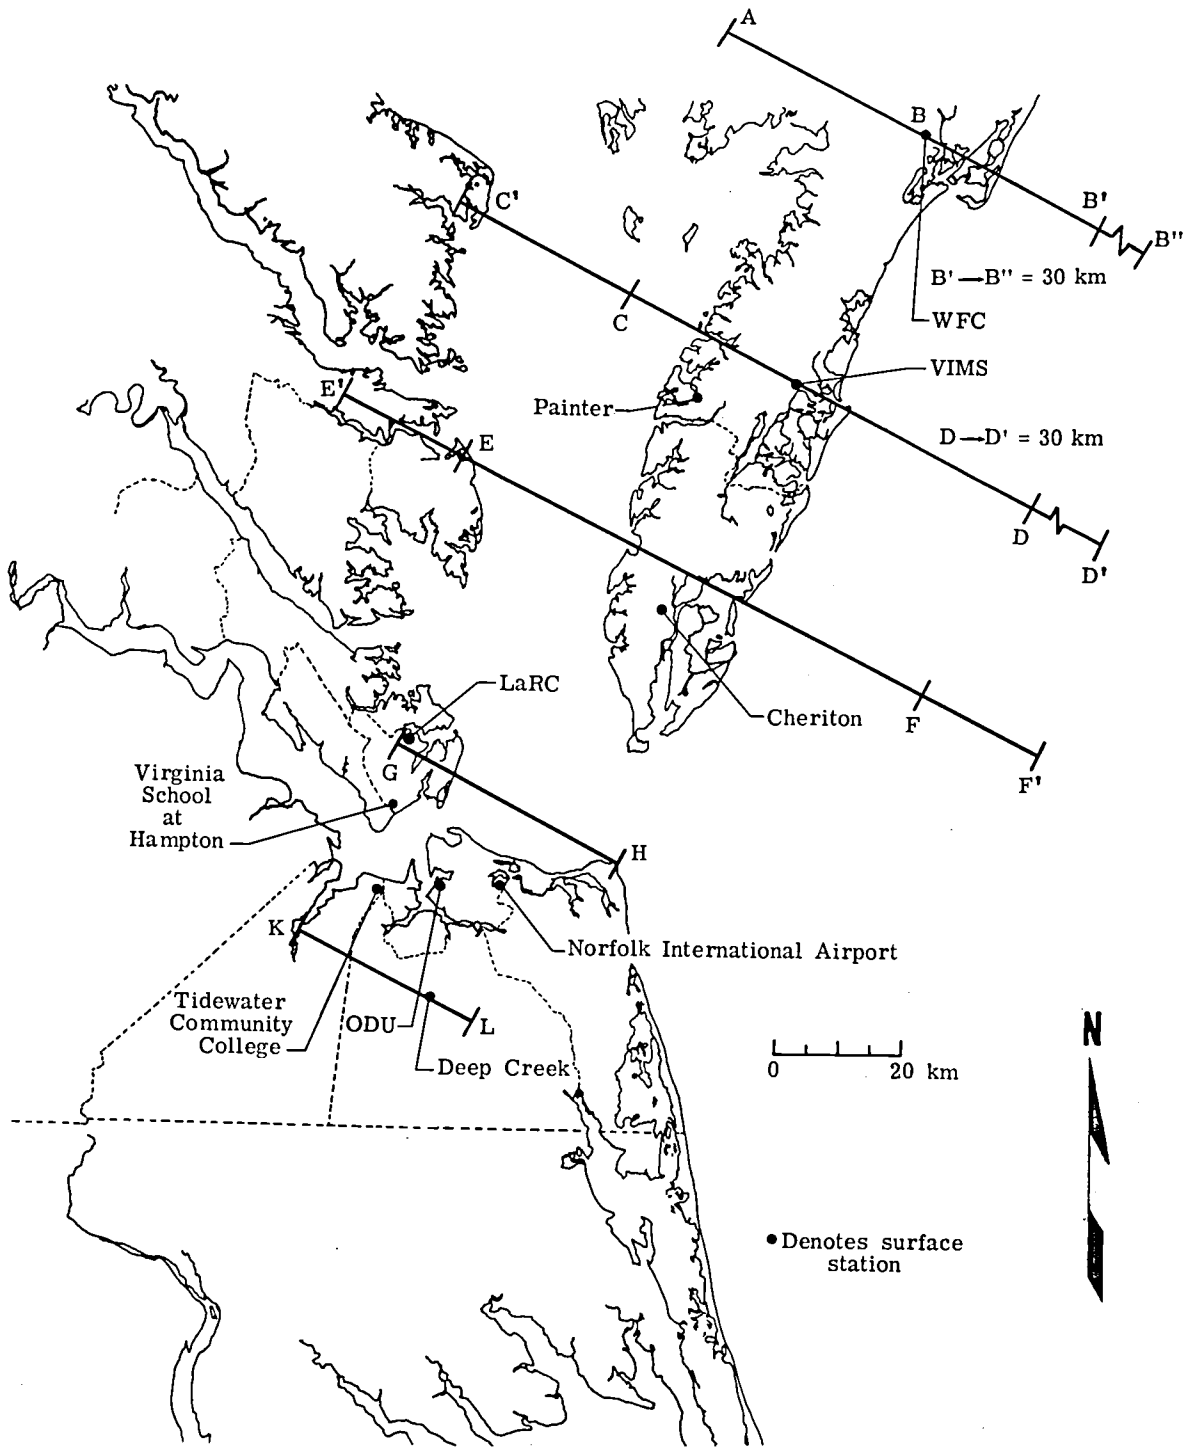 A
B
B'
B"
B' → B" = 30 km
WFC
C'
C
VIMS
Painter
D → D' = 30 km
E'
E
D
D'
LaRC
Cheriton
F
F'
G
Virginia
School
at
Hampton
H
K
Norfolk International Airport
Tidewater
Community
College
ODU
L
Deep Creek
N
0 20 km
Denotes surface
station